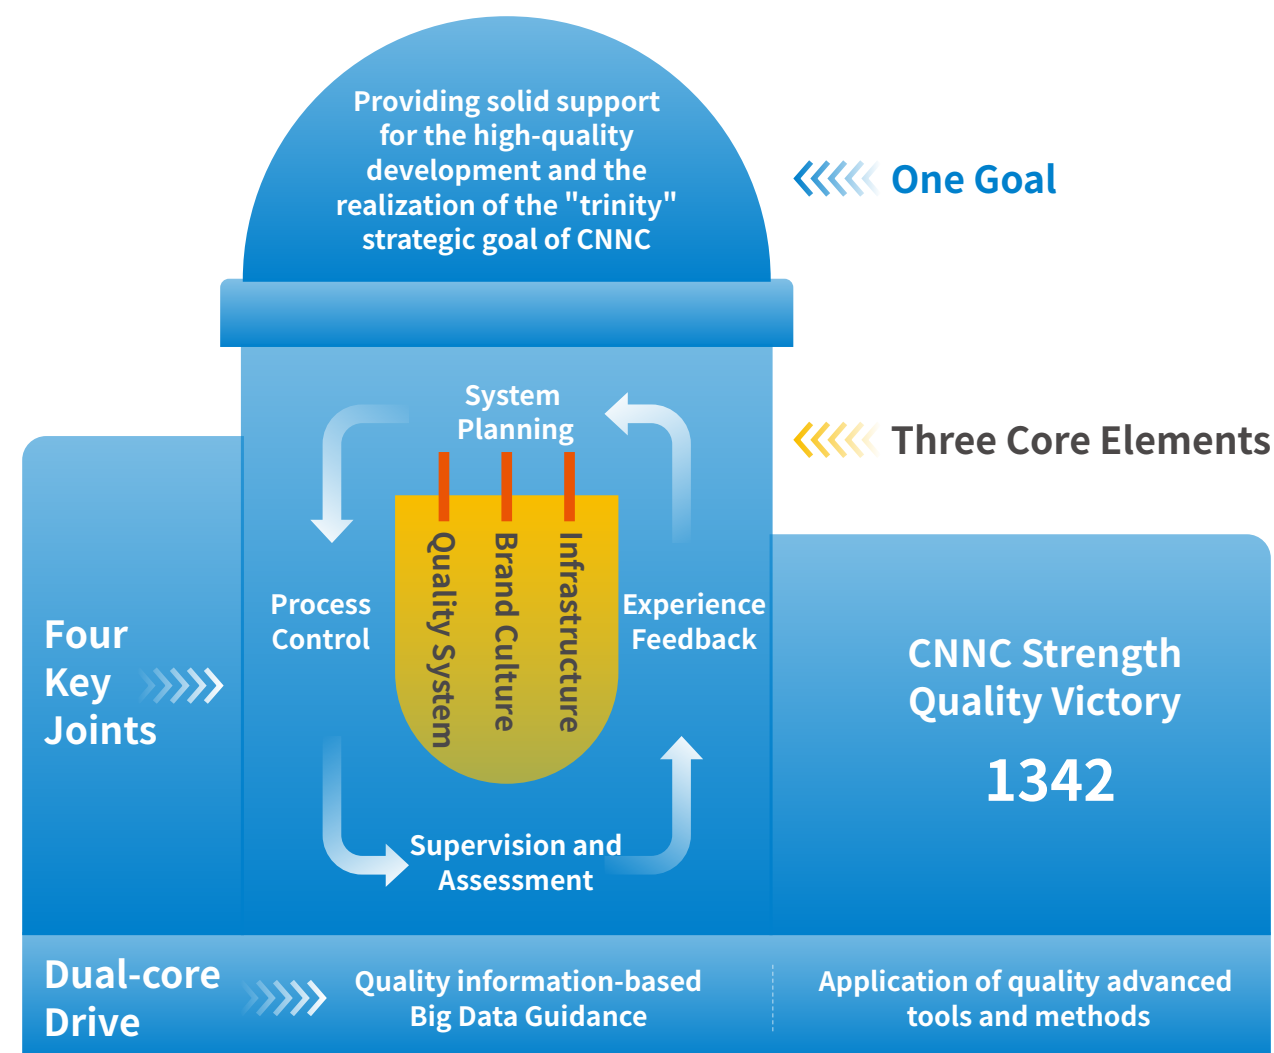 Providing solid support
for the high-quality
development and the
realization of the "trinity"
strategic goal of CNNC
One Goal
System
Planning
Three Core Elements
Quality System
Brand Culture
Infrastructure
Process
Control
Experience
Feedback
Four
Key
Joints
CNNC Strength
Quality Victory
1342
Supervision and
Assessment
Dual-core
Drive
Quality information-based
Big Data Guidance
Application of quality advanced
tools and methods